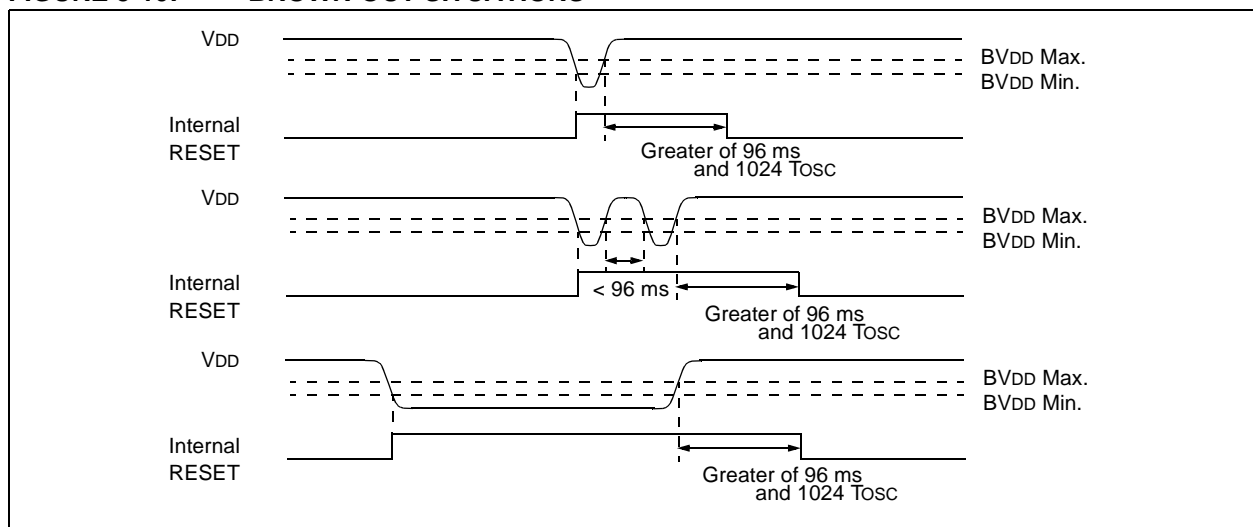 VDD
BVDD Max.
BVDD Min.
Internal
RESET
Greater of 96 ms
and 1024 TOSC
VDD
BVDD Max.
BVDD Min.
Internal
RESET
< 96 ms
Greater of 96 ms
and 1024 TOSC
VDD
BVDD Max.
BVDD Min.
Internal
RESET
Greater of 96 ms
and 1024 TOSC